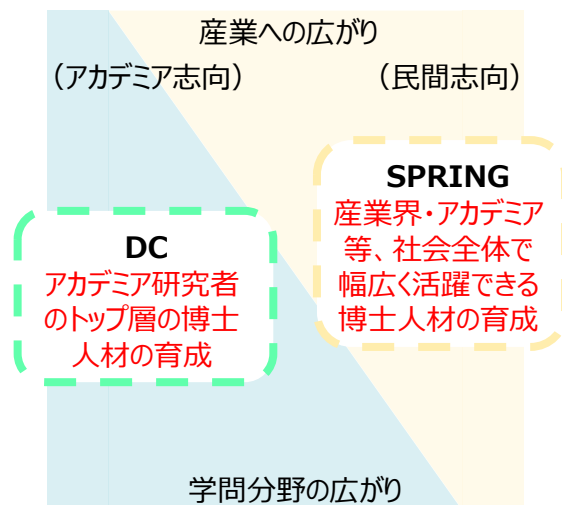 産業への広がり
（アカデミア志向）
（民間志向）
SPRING
産業界・アカデミア
等、社会全体で
幅広く活躍できる
博士人材の育成
DC
アカデミア研究者
のトップ層の博士
人材の育成
学問分野の広がり